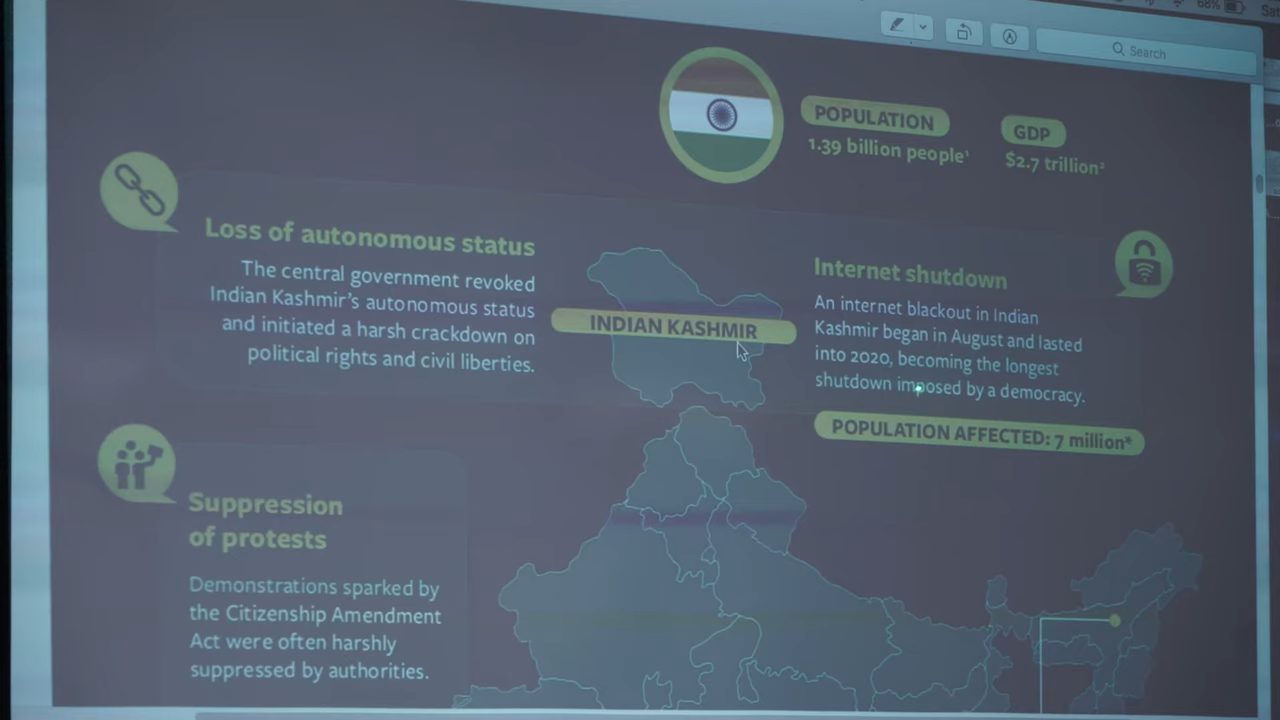 68%
Search
POPULATION
1.39 billion people¹
GDP
$2.7 trillion²
Loss of autonomous status
The central government revoked
Indian Kashmir's autonomous status
and initiated a harsh crackdown on
political rights and civil liberties.
INDIAN KASHMIR
Internet shutdown
An internet blackout in Indian
Kashmir began in August and lasted
into 2020, becoming the longest
shutdown imposed by a democracy.
POPULATION AFFECTED: 7 million*
Suppression
of protests
Demonstrations sparked by
the Citizenship Amendment
Act were often harshly
suppressed by authorities.